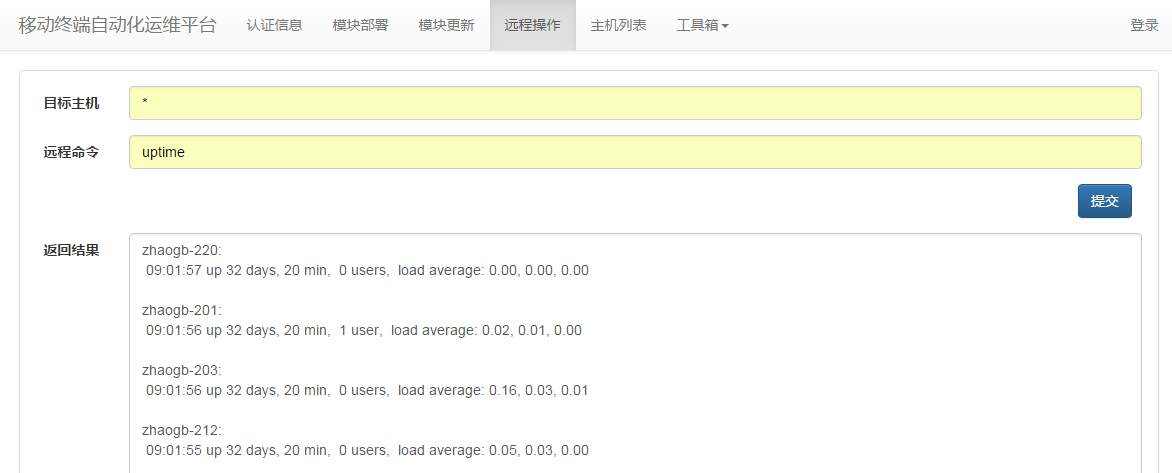 移动终端自动化运维平台 认证信息 模块部署 模块更新 远程操作 主机列表 工具箱 登录
目标主机 *
远程命令 uptime
提交
返回结果 zhaogb-220:
09:01:57 up 32 days, 20 min,  0 users,  load average: 0.00, 0.00, 0.00
zhaogb-201:
09:01:56 up 32 days, 20 min,  1 user,  load average: 0.02, 0.01, 0.00
zhaogb-203:
09:01:56 up 32 days, 20 min,  0 users,  load average: 0.16, 0.03, 0.01
zhaogb-212:
09:01:55 up 32 days, 20 min,  0 users,  load average: 0.05, 0.03, 0.00